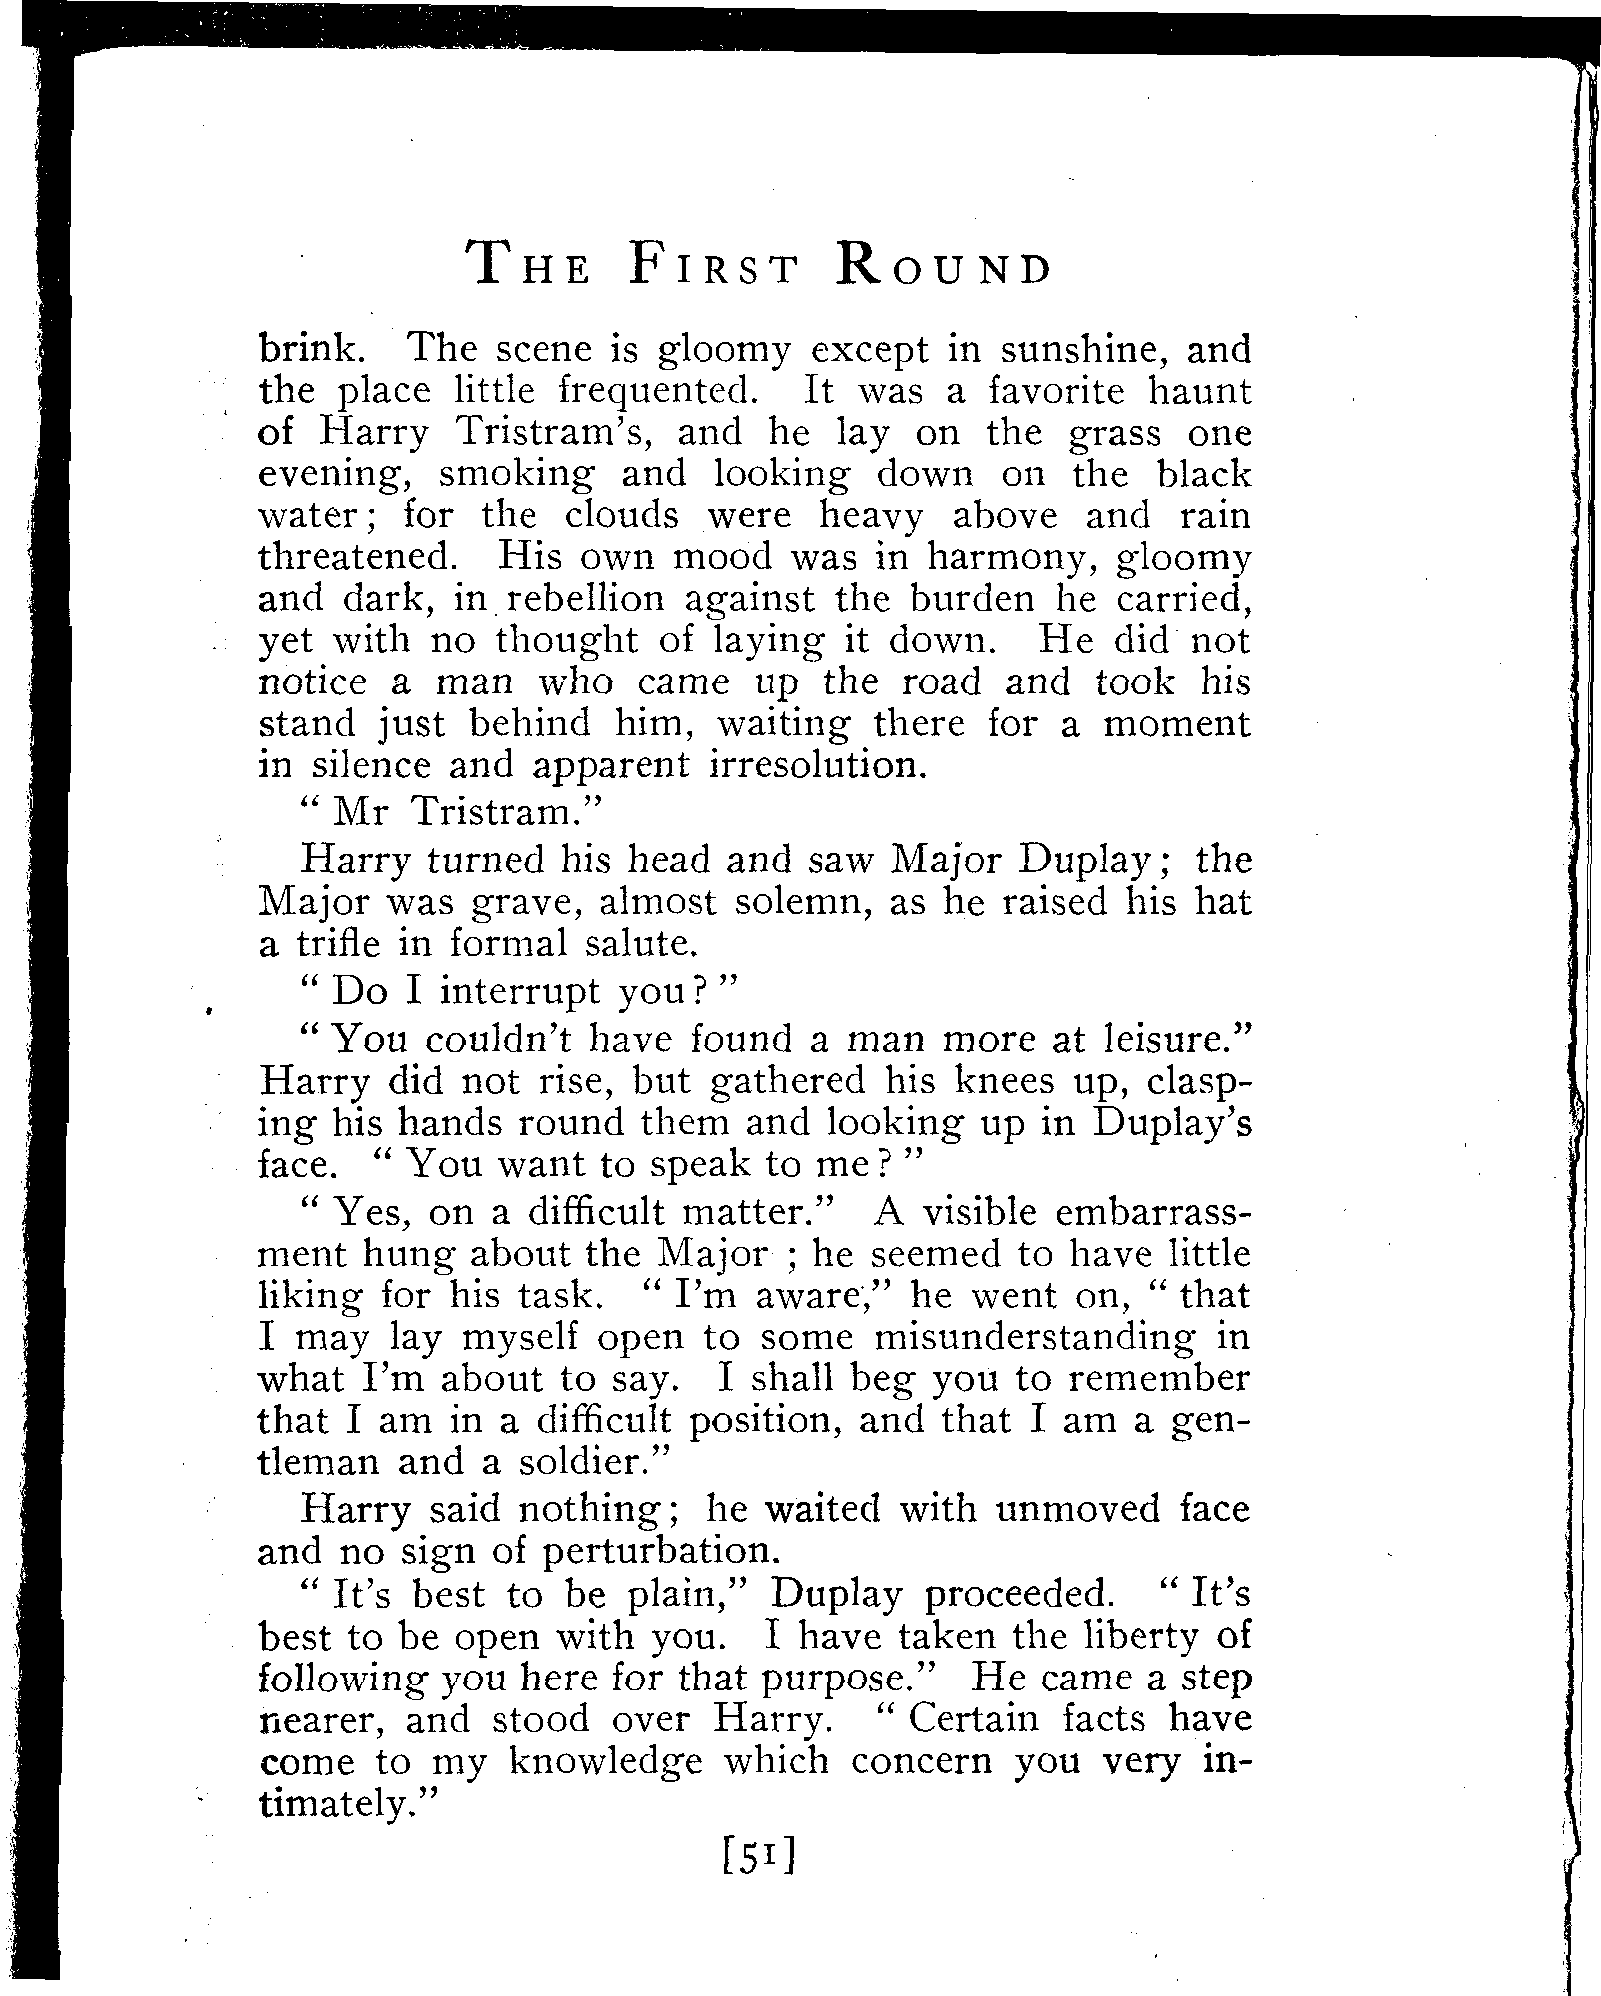 THE FIRST ROUND
brink. The scene is gloomy except in sunshine, and
the place little frequented. It was a favorite haunt
of Harry Tristram's, and he lay on the grass one
evening, smoking and looking down on the black
water; for the clouds were heavy above and rain
threatened. His own mood was in harmony, gloomy
and dark, in rebellion against the burden he carried,
yet with no thought of laying it down. He did not
notice a man who came up the road and took his
stand just behind him, waiting there for a moment
in silence and apparent irresolution.
“ Mr Tristram.”
Harry turned his head and saw Major Duplay; the
Major was grave, almost solemn, as he raised his hat
a trifle in formal salute.
“ Do I interrupt you? ”
“ You couldn't have found a man more at leisure.”
Harry did not rise, but gathered his knees up, clasp-
ing his hands round them and looking up in Duplay's
face. “ You want to speak to me? ”
“ Yes, on a difficult matter.” A visible embarrass-
ment hung about the Major ; he seemed to have little
liking for his task. “ I'm aware,” he went on, “ that
I may lay myself open to some misunderstanding in
what I'm about to say. I shall beg you to remember
that I am in a difficult position, and that I am a gen-
tleman and a soldier.”
Harry said nothing; he waited with unmoved face
and no sign of perturbation.
“ It's best to be plain,” Duplay proceeded. “ It's
best to be open with you. I have taken the liberty of
following you here for that purpose.” He came a step
nearer, and stood over Harry. “ Certain facts have
come to my knowledge which concern you very in-
timately.”
[51]